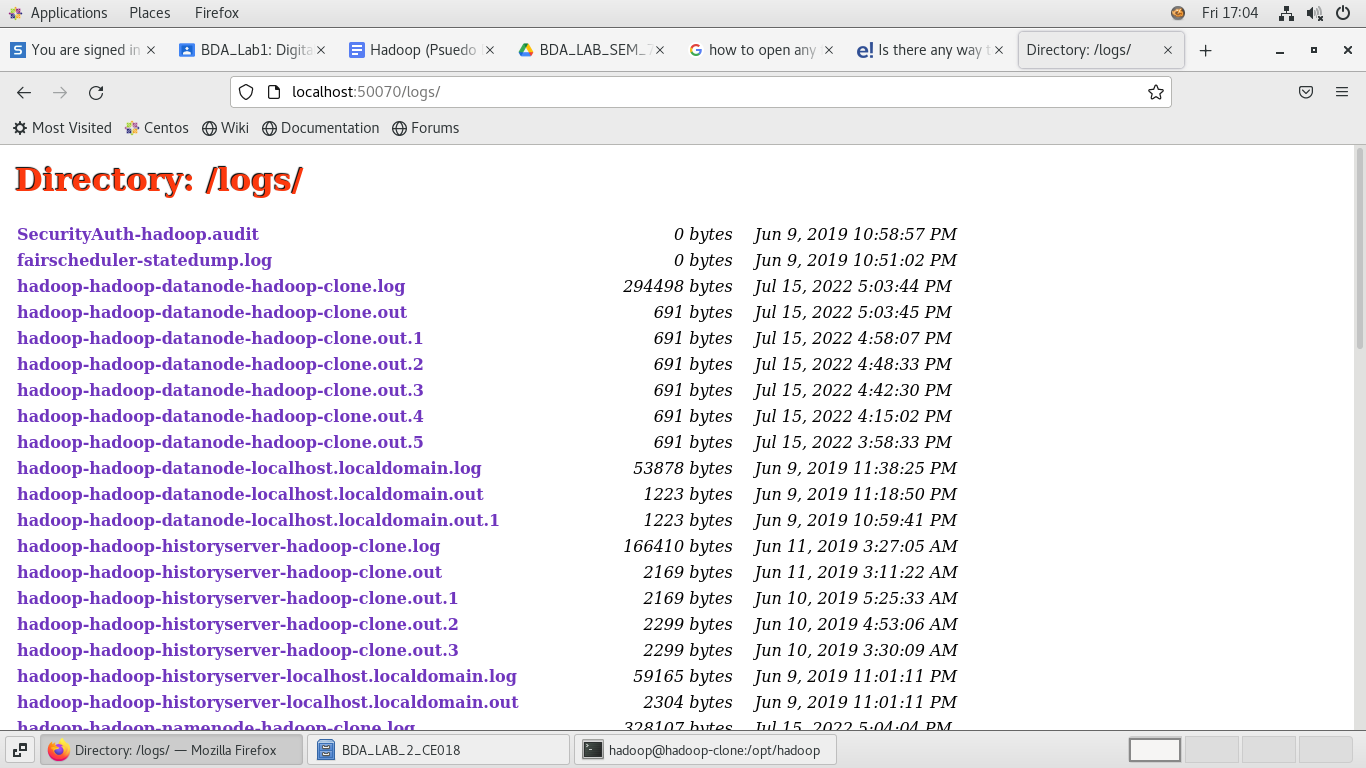 Applications Places Firefox Fri 17:04
You are signed in BDA_Lab1: Digita Hadoop (Psuedo BDA_LAB_SEM_7 how to open any Is there any way t Directory: /logs/
localhost:50070/logs/
Most Visited Centos Wiki Documentation Forums
Directory: /logs/
SecurityAuth-hadoop.audit 0 bytes Jun 9, 2019 10:58:57 PM
fairscheduler-statedump.log 0 bytes Jun 9, 2019 10:51:02 PM
hadoop-hadoop-datanode-hadoop-clone.log 294498 bytes Jul 15, 2022 5:03:44 PM
hadoop-hadoop-datanode-hadoop-clone.out 691 bytes Jul 15, 2022 5:03:45 PM
hadoop-hadoop-datanode-hadoop-clone.out.1 691 bytes Jul 15, 2022 4:58:07 PM
hadoop-hadoop-datanode-hadoop-clone.out.2 691 bytes Jul 15, 2022 4:48:33 PM
hadoop-hadoop-datanode-hadoop-clone.out.3 691 bytes Jul 15, 2022 4:42:30 PM
hadoop-hadoop-datanode-hadoop-clone.out.4 691 bytes Jul 15, 2022 4:15:02 PM
hadoop-hadoop-datanode-hadoop-clone.out.5 691 bytes Jul 15, 2022 3:58:33 PM
hadoop-hadoop-datanode-localhost.localdomain.log 53878 bytes Jun 9, 2019 11:38:25 PM
hadoop-hadoop-datanode-localhost.localdomain.out 1223 bytes Jun 9, 2019 11:18:50 PM
hadoop-hadoop-datanode-localhost.localdomain.out.1 1223 bytes Jun 9, 2019 10:59:41 PM
hadoop-hadoop-historyserver-hadoop-clone.log 166410 bytes Jun 11, 2019 3:27:05 AM
hadoop-hadoop-historyserver-hadoop-clone.out 2169 bytes Jun 11, 2019 3:11:22 AM
hadoop-hadoop-historyserver-hadoop-clone.out.1 2169 bytes Jun 10, 2019 5:25:33 AM
hadoop-hadoop-historyserver-hadoop-clone.out.2 2299 bytes Jun 10, 2019 4:53:06 AM
hadoop-hadoop-historyserver-hadoop-clone.out.3 2299 bytes Jun 10, 2019 3:30:09 AM
hadoop-hadoop-historyserver-localhost.localdomain.log 59165 bytes Jun 9, 2019 11:01:11 PM
hadoop-hadoop-historyserver-localhost.localdomain.out 2304 bytes Jun 9, 2019 11:01:11 PM
hadoop-hadoop-namenode-hadoop-clone.log 328107 bytes Jul 15, 2022 5:04:04 PM
Directory: /logs/ — Mozilla Firefox BDA_LAB_2_CE018 hadoop@hadoop-clone:/opt/hadoop